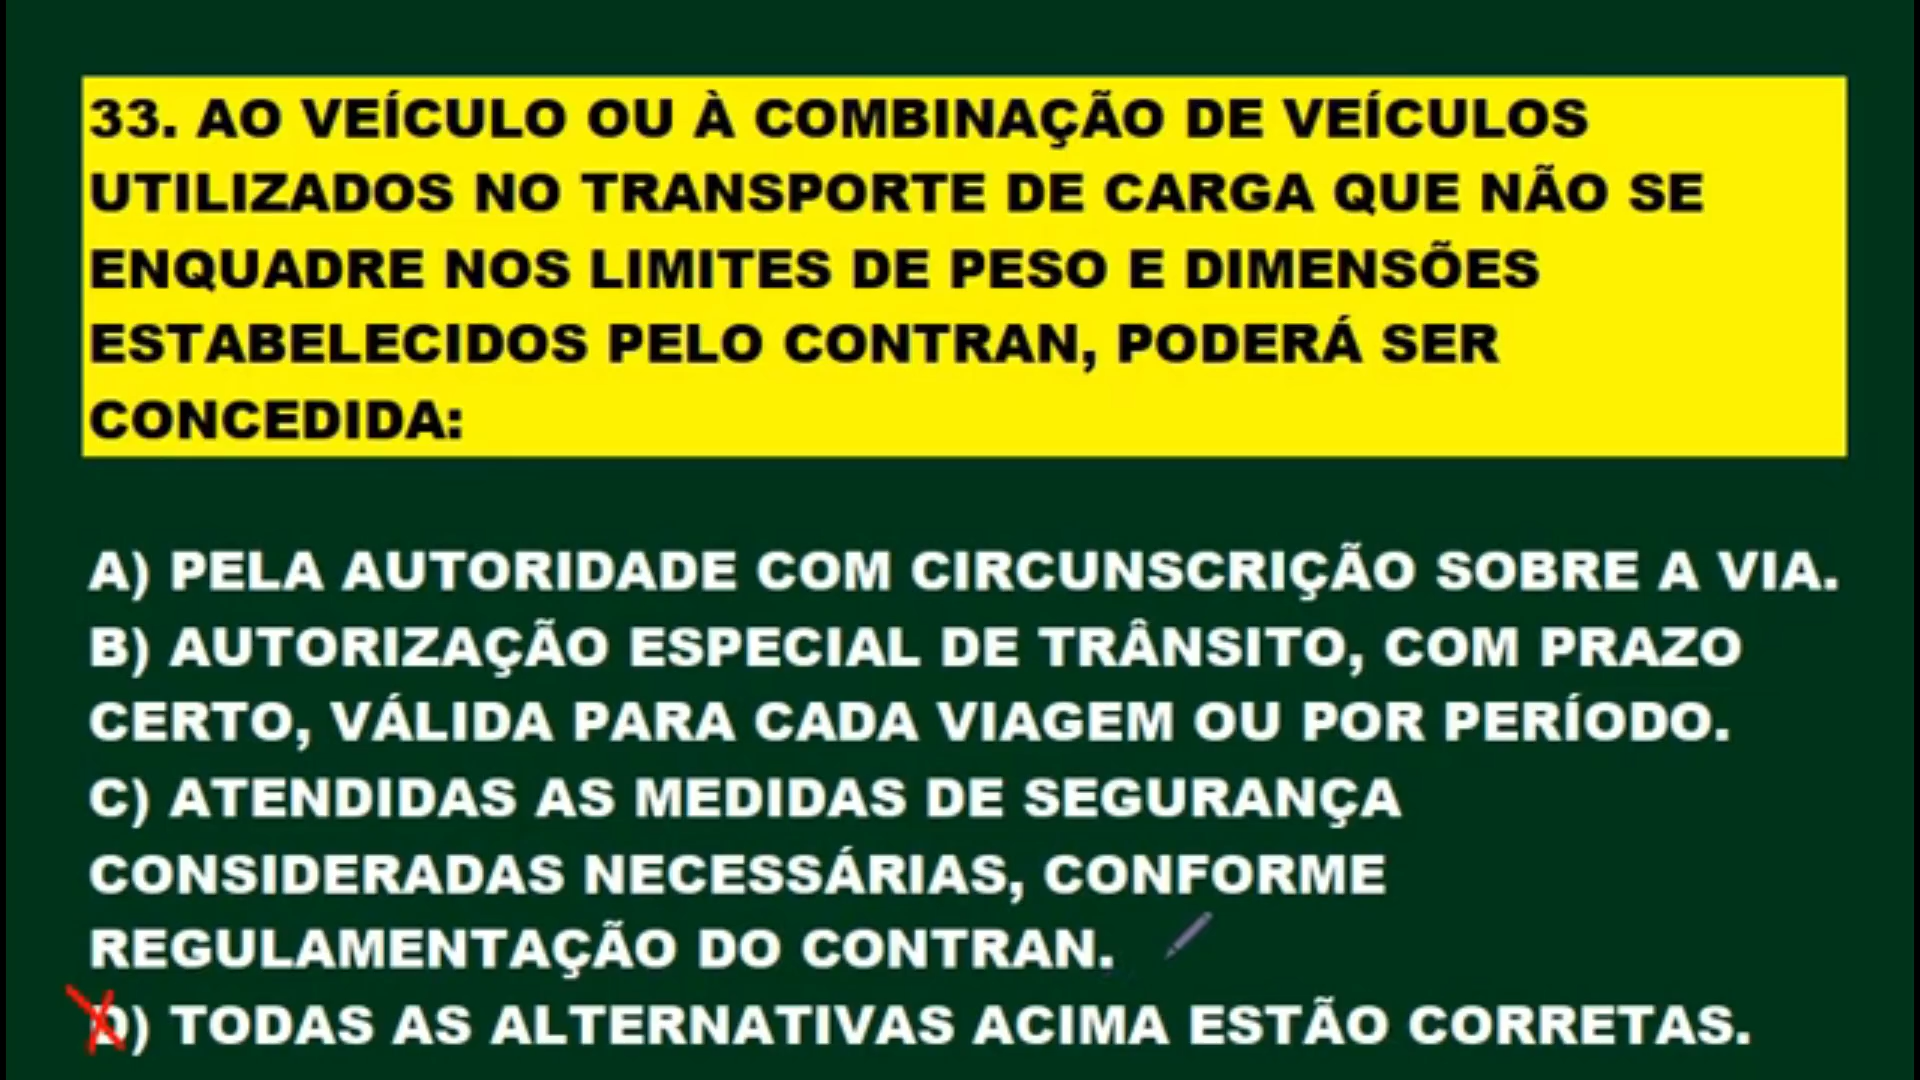 33. AO VEÍCULO OU À COMBINAÇÃO DE VEÍCULOS
UTILIZADOS NO TRANSPORTE DE CARGA QUE NÃO SE
ENQUADRE NOS LIMITES DE PESO E DIMENSÕES
ESTABELECIDOS PELO CONTRAN, PODERÁ SER
CONCEDIDA:
A) PELA AUTORIDADE COM CIRCUNSCRIÇÃO SOBRE A VIA.
B) AUTORIZAÇÃO ESPECIAL DE TRÂNSITO, COM PRAZO
CERTO, VÁLIDA PARA CADA VIAGEM OU POR PERÍODO.
C) ATENDIDAS AS MEDIDAS DE SEGURANÇA
CONSIDERADAS NECESSÁRIAS, CONFORME
REGULAMENTAÇÃO DO CONTRAN.
D) TODAS AS ALTERNATIVAS ACIMA ESTÃO CORRETAS.